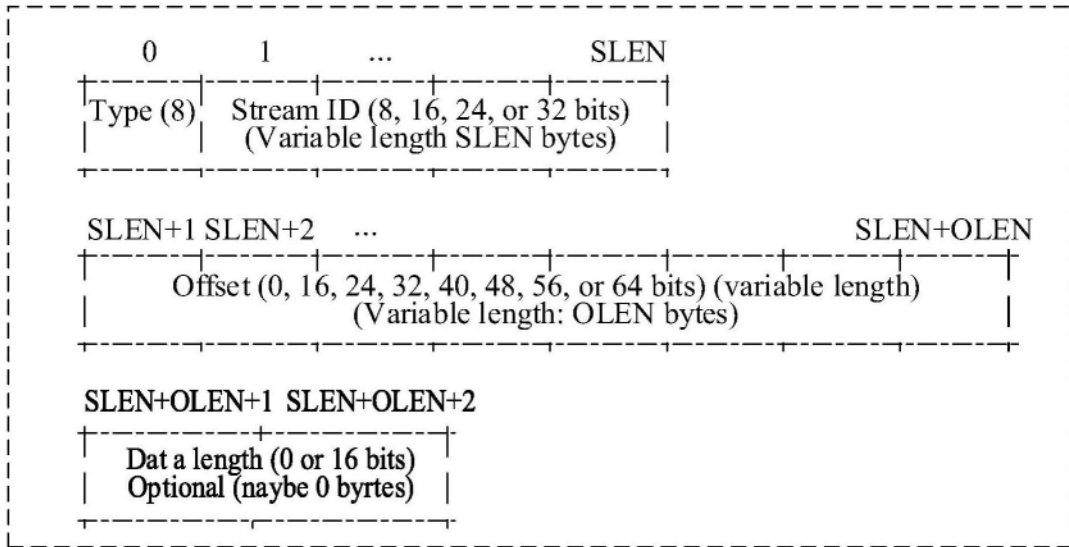 0 1 ... SLEN
Type (8) Stream ID (8, 16, 24, or 32 bits)
(Variable length SLEN bytes)
SLEN+1 SLEN+2 ... SLEN+OLEN
Offset (0, 16, 24, 32, 40, 48, 56, or 64 bits) (variable length)
(Variable length: OLEN bytes)
SLEN+OLEN+1 SLEN+OLEN+2
Dat a length (0 or 16 bits)
Optional (naybe 0 byrtes)